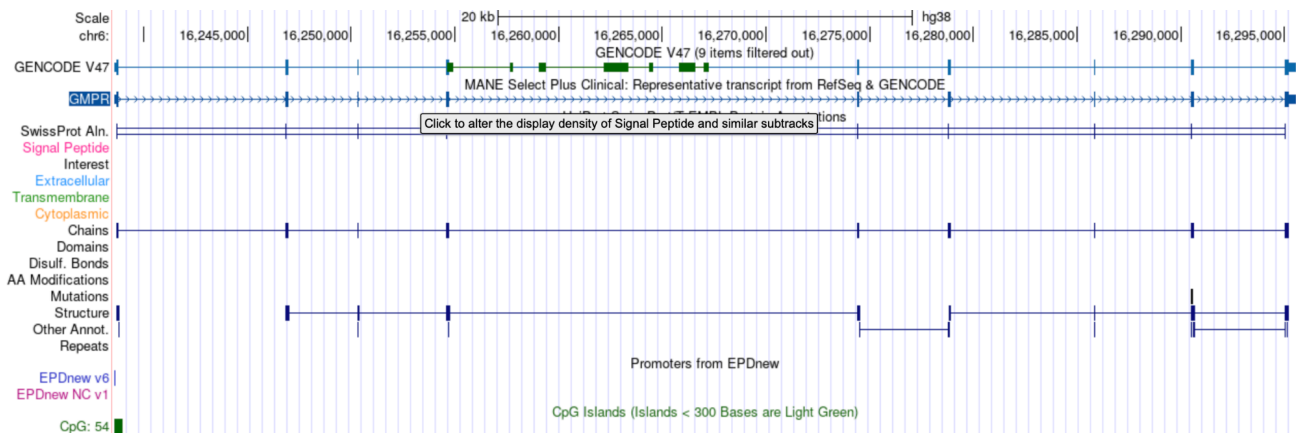 Scale 20 kb hg38
chr6: 16,245,000 16,250,000 16,255,000 16,260,000 16,265,000 16,270,000 16,275,000 16,280,000 16,285,000 16,290,000 16,295,000
GENCODE V47 (9 items filtered out)
GENCODE V47
MANE Select Plus Clinical: Representative transcript from RefSeq & GENCODE
GMPR
Click to alter the display density of Signal Peptide and similar subtracks
SwissProt Aln.
Signal Peptide
Interest
Extracellular
Transmembrane
Cytoplasmic
Chains
Domains
Disulf. Bonds
AA Modifications
Mutations
Structure
Other Annot.
Repeats
Promoters from EPDnew
EPDnew v6
EPDnew NC v1
CpG Islands (Islands < 300 Bases are Light Green)
CpG: 54